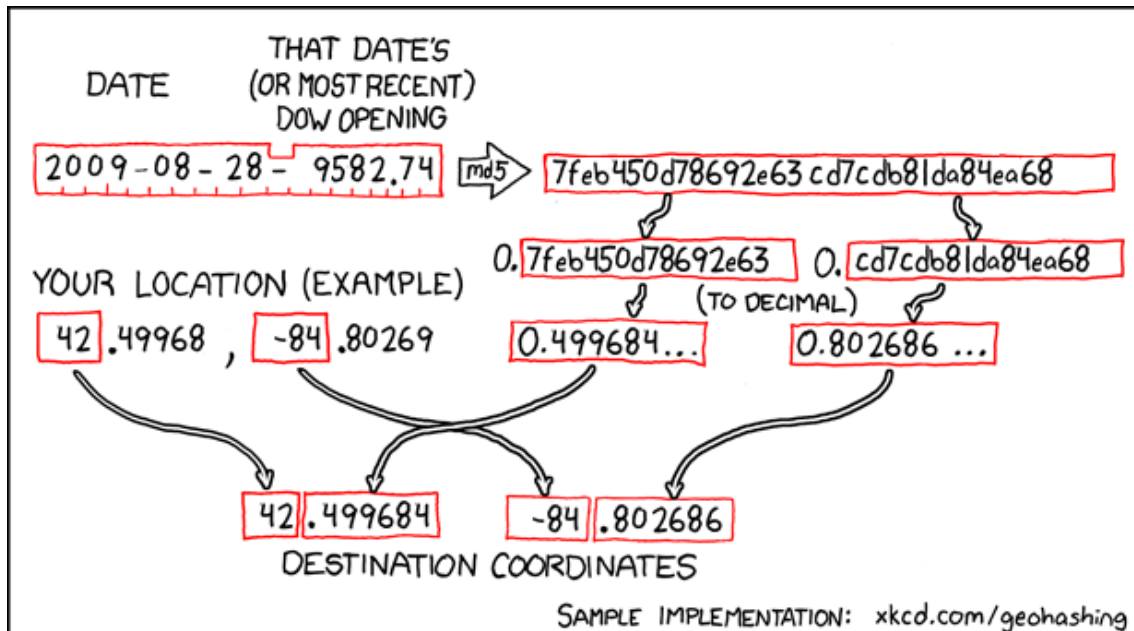 DATE
THAT DATE'S
(OR MOST RECENT)
DOW OPENING
2009-08-28- 9582.74
md5
7feb450d78692e63cd7cdb81da84ea68
0.7feb450d78692e63
0.cd7cdb81da84ea68
YOUR LOCATION (EXAMPLE)
(TO DECIMAL)
42.49968, -84.80269
0.499684...
0.802686...
42.499684
-84.802686
DESTINATION COORDINATES
SAMPLE IMPLEMENTATION: xkcd.com/geohashing